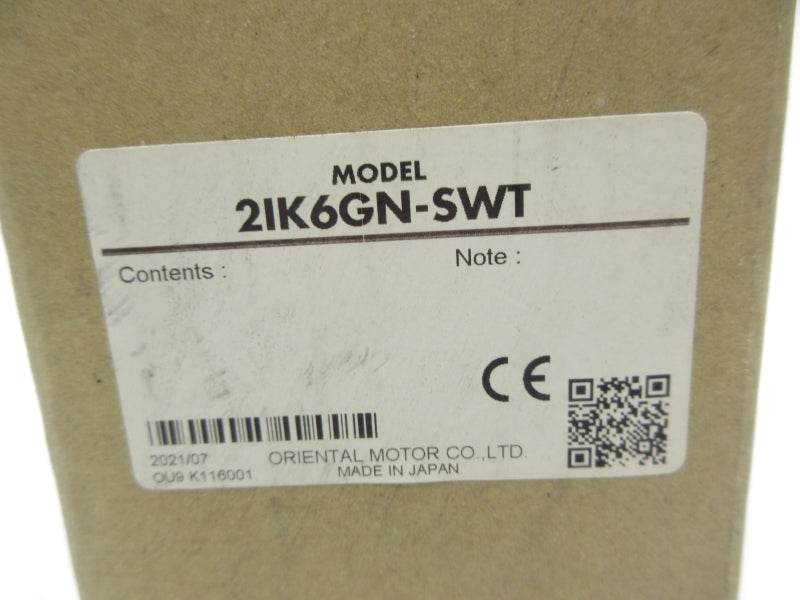 MODEL
2IK6GN-SWT
Contents :
Note :
CE
2021/07
ORIENTAL MOTOR CO.,LTD.
OU9 K116001
MADE IN JAPAN